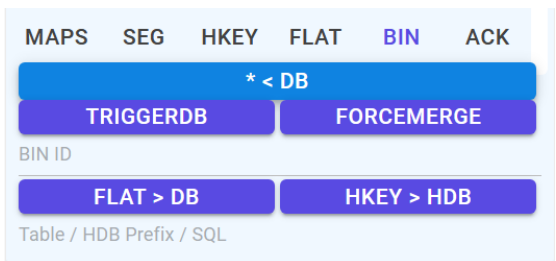 MAPS SEG HKEY FLAT BIN ACK
* < DB
TRIGGERDB FORCEMERGE
BIN ID
FLAT > DB HKEY > HDB
Table / HDB Prefix / SQL